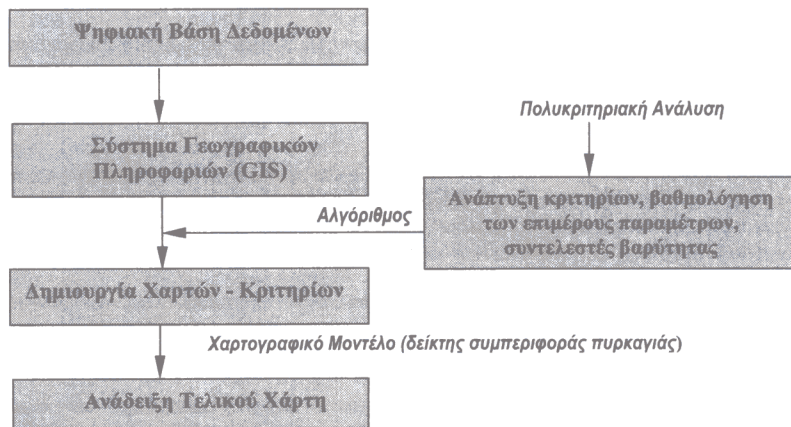 Ψηφιακή Βάση Δεδομένων
Σύστημα Γεωγραφικών
Πληροφοριών (GIS)
Πολυκριτηριακή Ανάλυση
Ανάπτυξη κριτηρίων, βαθμολόγηση
των επιμέρους παραμέτρων,
συντελεστές βαρύτητας
Αλγόριθμος
Δημιουργία Χαρτών - Κριτηρίων
Χαρτογραφικό Μοντέλο (δείκτης συμπεριφοράς πυρκαγιάς)
Ανάδειξη Τελικού Χάρτη